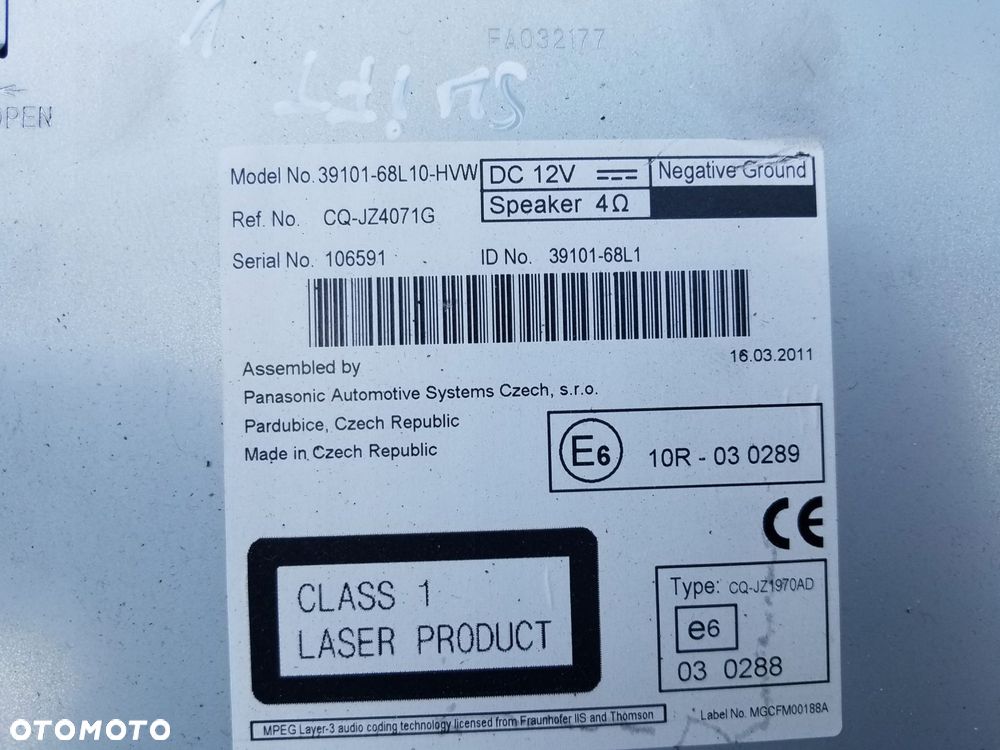 FA032177
SWIFT
OPEN
Model No. 39101-68L10-HVW
DC 12V
Negative Ground
Speaker 4Ω
Ref. No. CQ-JZ4071G
Serial No. 106591
ID No. 39101-68L1
16.03.2011
Assembled by
Panasonic Automotive Systems Czech, s.r.o.
Pardubice, Czech Republic
Made in Czech Republic
E6
10R - 03 0289
CE
CLASS 1
LASER PRODUCT
Type: CQ-JZ1970AD
e6
03 0288
MPEG Layer-3 audio coding technology licensed from Fraunhofer IIS and Thomson
Label No. MGCFM00188A
OTOMOTO